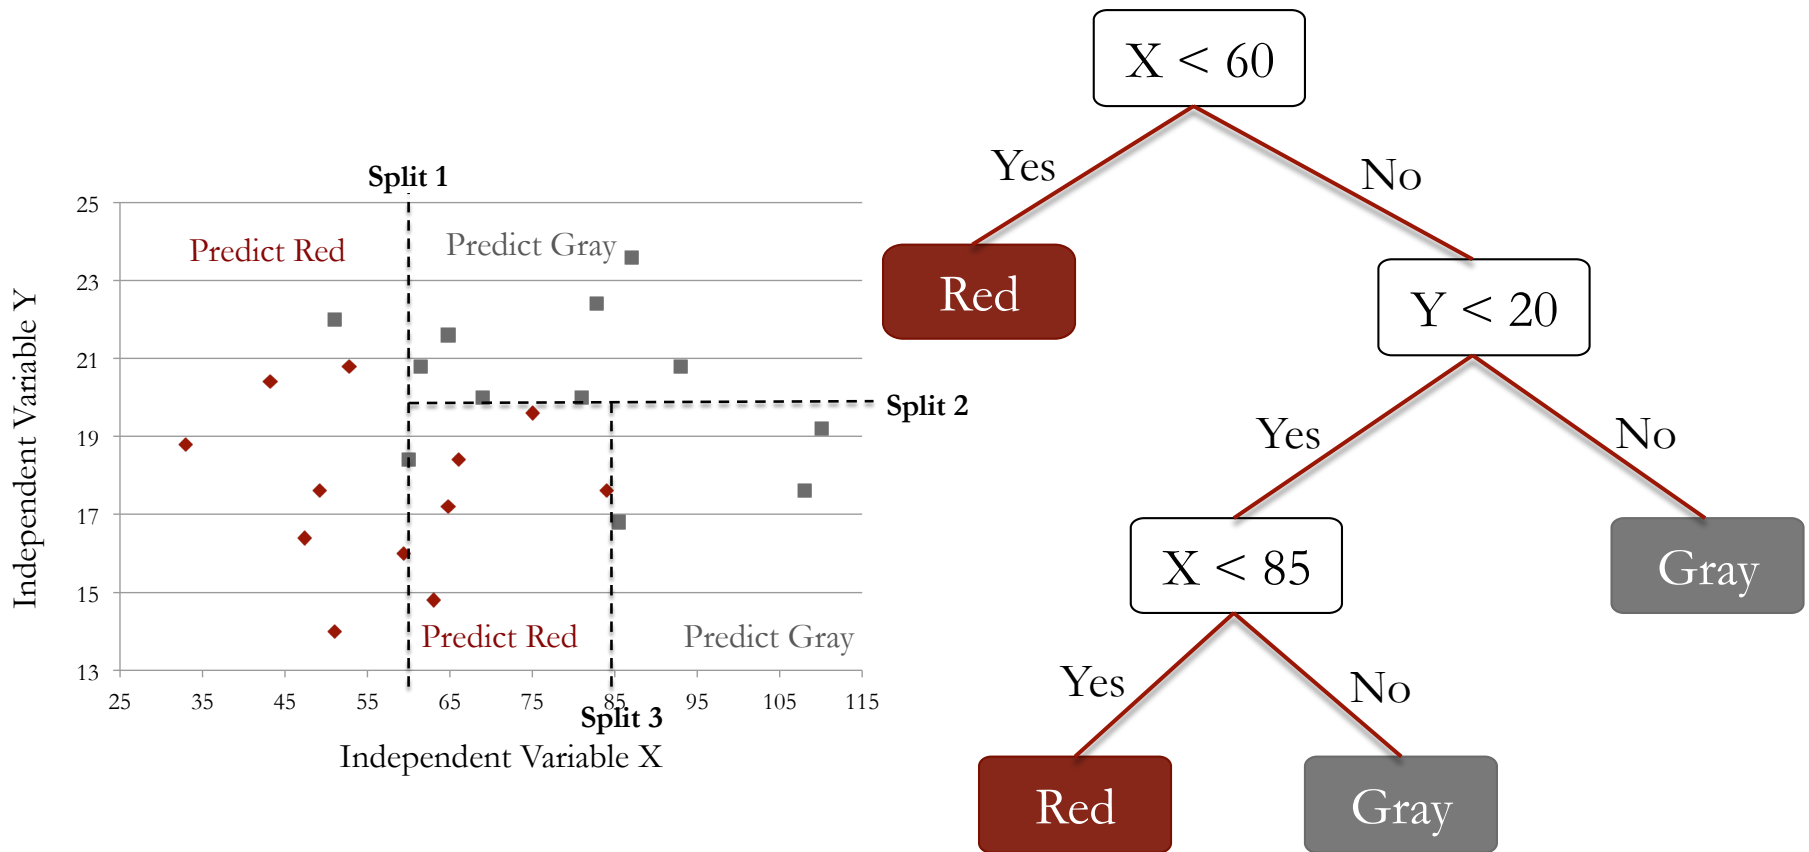 Split 1
25
23
21
19
17
15
13
Independent Variable Y
Predict Red
Predict Gray
Split 2
Predict Red
Predict Gray
25 35 45 55 65 75 85 95 105 115
Split 3
Independent Variable X
X < 60
Yes
No
Red
Y < 20
Yes
No
X < 85
Gray
Yes
No
Red
Gray